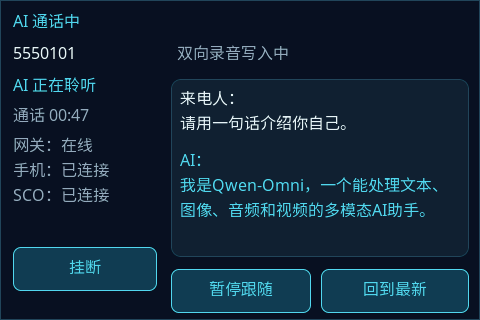 AI 通话中
5550101
AI 正在聆听
通话 00:47
网关：在线
手机：已连接
SCO：已连接
挂断
双向录音写入中
来电人：
请用一句话介绍你自己。
AI：
我是Qwen-Omni，一个能处理文本、
图像、音频和视频的多模态AI助手。
暂停跟随
回到最新